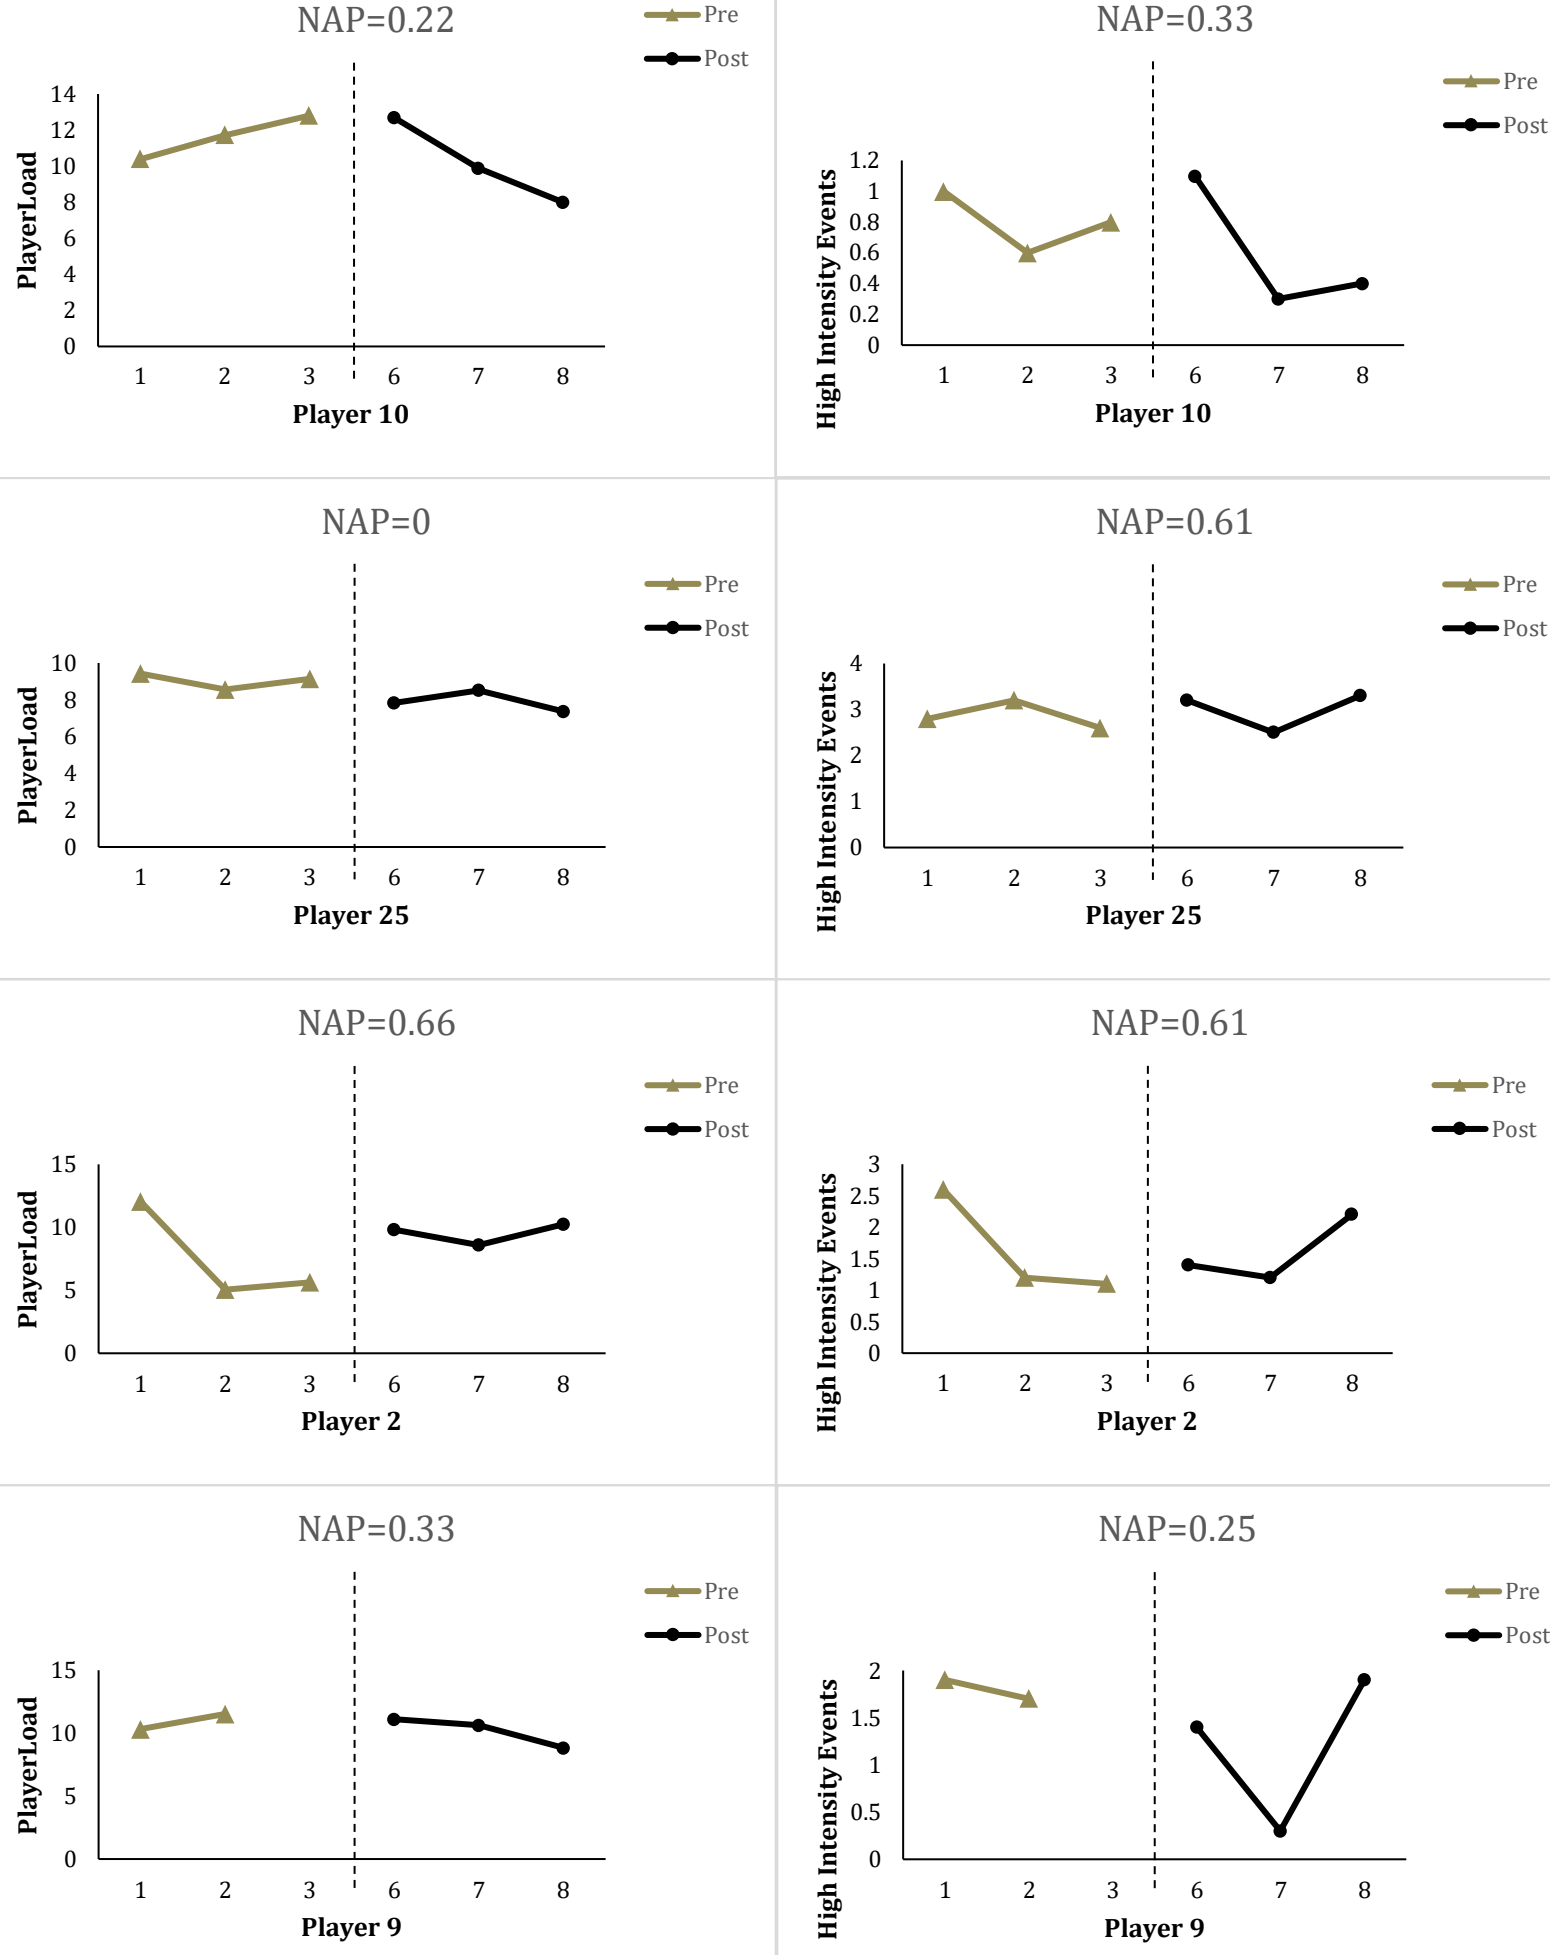 NAP=0.22
Pre
Post
14
12
10
8
6
4
2
0
PlayerLoad
1 2 3 6 7 8
Player 10
NAP=0.33
Pre
Post
1.2
1
0.8
0.6
0.4
0.2
0
High Intensity Events
1 2 3 6 7 8
Player 10
NAP=0
Pre
Post
10
8
6
4
2
0
PlayerLoad
1 2 3 6 7 8
Player 25
NAP=0.61
Pre
Post
4
3
2
1
0
High Intensity Events
1 2 3 6 7 8
Player 25
NAP=0.66
Pre
Post
15
10
5
0
PlayerLoad
1 2 3 6 7 8
Player 2
NAP=0.61
Pre
Post
3
2.5
2
1.5
1
0.5
0
High Intensity Events
1 2 3 6 7 8
Player 2
NAP=0.33
Pre
Post
15
10
5
0
PlayerLoad
1 2 3 6 7 8
Player 9
NAP=0.25
Pre
Post
2
1.5
1
0.5
0
High Intensity Events
1 2 3 6 7 8
Player 9